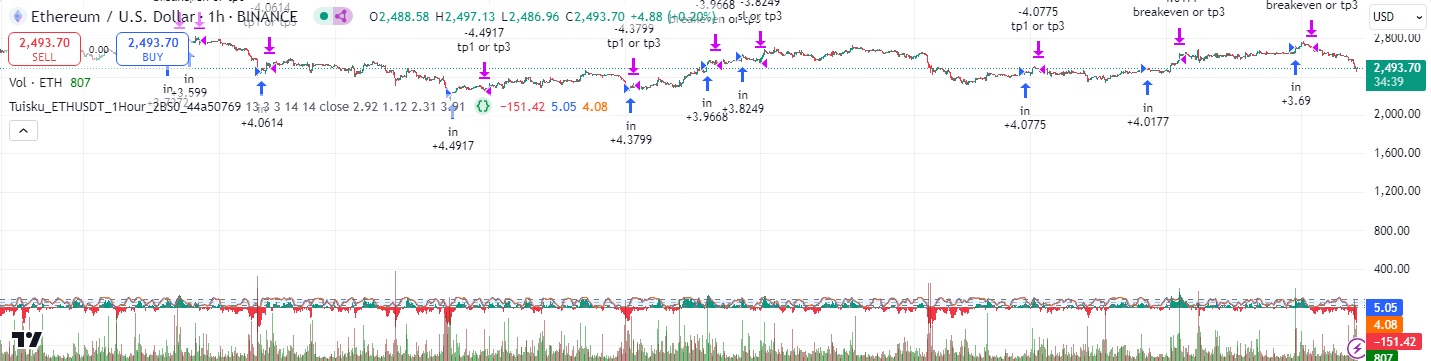 Ethereum / U.S. Dollar · 1h · BINANCE
O2,488.58 H2,497.13 L2,486.96 C2,493.70 +4.88 (+0.20%)
2,493.70
SELL
0.00
2,493.70
BUY
Vol · ETH 807
Tuisku_ETHUSDT_1Hour_2B50_44a50769 13 3 3 14 14 close 2.92 1.12 2.31 3.91 −151.42 5.05 4.08
-4.0614
tp1 or tp3
-4.4917
tp1 or tp3
-4.3799
tp1 or tp3
-3.9668
breakeven or tp3
-3.8249
sl or tp3
-4.0775
tp1 or tp3
breakeven or tp3
breakeven or tp3
in
+3.599
+4.0614
in
+4.4917
in
+4.3799
in
+3.9668
in
+3.8249
in
+4.0775
in
+4.0177
in
+3.69
USD
2,800.00
2,493.70
34:39
2,000.00
1,600.00
1,200.00
800.00
400.00
5.05
4.08
−151.42
807